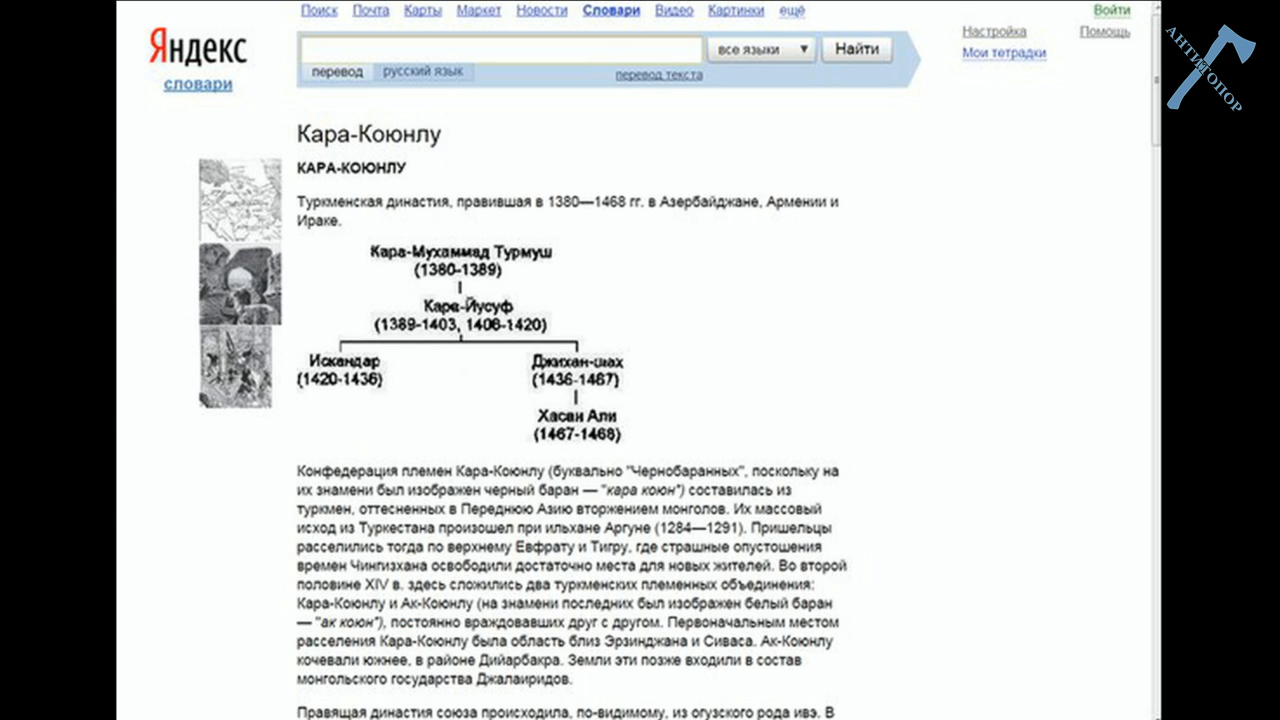 Поиск Почта Карты Маркет Новости Словари Видео Картинки ещё
Войти
Яндекс
словари
все языки
Найти
перевод русский язык перевод текста
Настройка Помощь
Мои тетрадки
АНТИТОПОР
Кара-Коюнлу
КАРА-КОЮНЛУ
Туркменская династия, правившая в 1380—1468 гг. в Азербайджане, Армении и
Ираке.
Кара-Мухаммад Турмуш
(1380-1389)
Кара-Йусуф
(1389-1403, 1406-1420)
Искандар
(1420-1436)
Джихан-шах
(1436-1467)
Хасан Али
(1467-1468)
Конфедерация племен Кара-Коюнлу (буквально "Чернобаранных", поскольку на
их знамени был изображен черный баран — "кара коюн") составилась из
туркмен, оттесненных в Переднюю Азию вторжением монголов. Их массовый
исход из Туркестана произошел при ильхане Аргуне (1284—1291). Пришельцы
расселились тогда по верхнему Евфрату и Тигру, где страшные опустошения
времен Чингизхана освободили достаточно места для новых жителей. Во второй
половине XIV в. здесь сложились два туркменских племенных объединения:
Кара-Коюнлу и Ак-Коюнлу (на знамени последних был изображен белый баран
— "ак коюн"), постоянно враждовавших друг с другом. Первоначальным местом
расселения Кара-Коюнлу была область близ Эрзинджана и Сиваса. Ак-Коюнлу
кочевали южнее, в районе Дийарбакра. Земли эти позже входили в состав
монгольского государства Джалаиридов.
Правящая династия союза происходила, по-видимому, из огузского рода ивэ. В